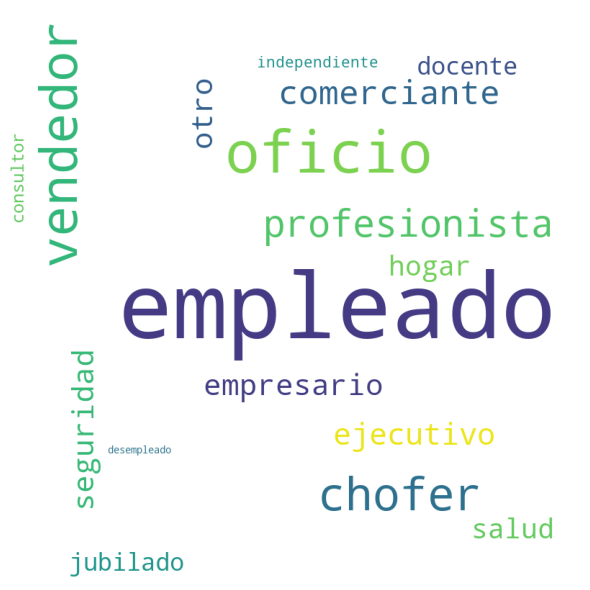 vendedor
independiente
docente
comerciante
otro
oficio
consultor
profesionista
hogar
empleado
empresario
seguridad
ejecutivo
desempleado
chofer
salud
jubilado